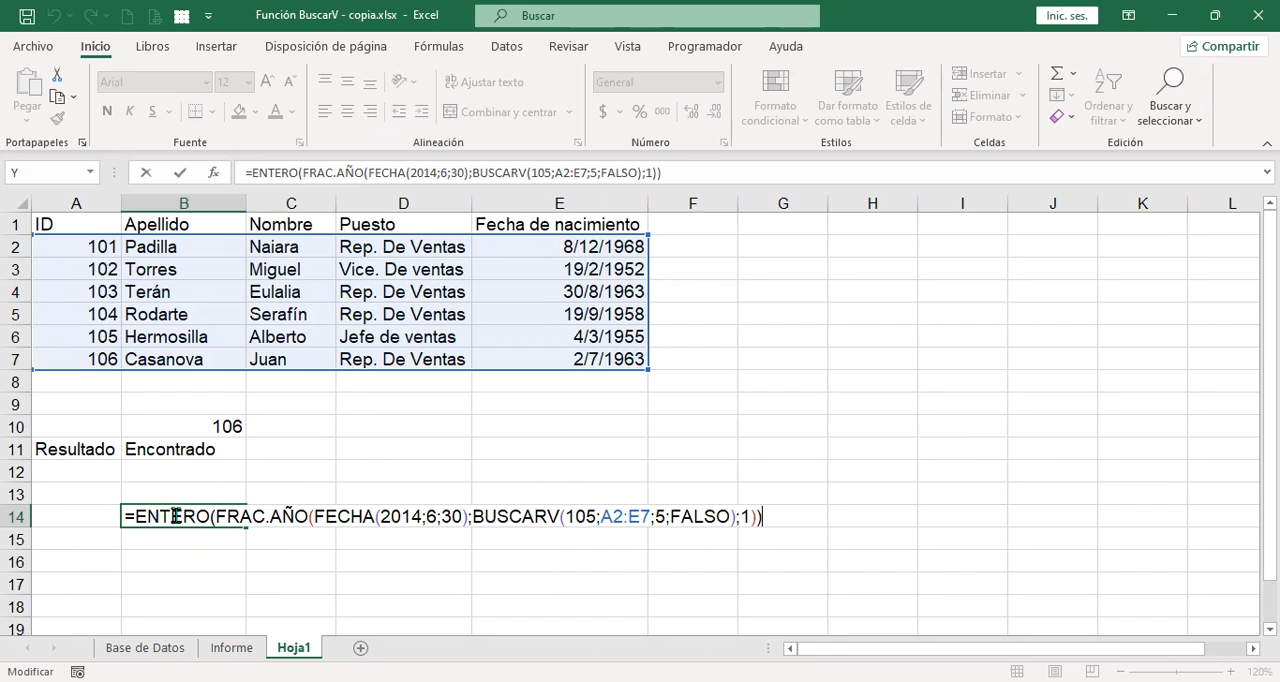 Función BuscarV - copia.xlsx - Excel
Buscar
Inic. ses.
Archivo Inicio Libros Insertar Disposición de página Fórmulas Datos Revisar Vista Programador Ayuda
Compartir
Pegar
Arial 12
N K S
Ajustar texto
Combinar y centrar
General
$ % 000
Formato condicional
Dar formato como tabla
Estilos de celda
Insertar
Eliminar
Formato
Ordenar y filtrar
Buscar y seleccionar
Portapapeles Fuente Alineación Número Estilos Celdas Edición
Y
=ENTERO(FRAC.AÑO(FECHA(2014;6;30);BUSCARV(105;A2:E7;5;FALSO);1))
A B C D E F G H I J K L
1 ID Apellido Nombre Puesto Fecha de nacimiento
2 101 Padilla Naiara Rep. De Ventas 8/12/1968
3 102 Torres Miguel Vice. De ventas 19/2/1952
4 103 Terán Eulalia Rep. De Ventas 30/8/1963
5 104 Rodarte Serafín Rep. De Ventas 19/9/1958
6 105 Hermosilla Alberto Jefe de ventas 4/3/1955
7 106 Casanova Juan Rep. De Ventas 2/7/1963
8
9
10 106
11 Resultado Encontrado
12
13
14 =ENTERO(FRAC.AÑO(FECHA(2014;6;30);BUSCARV(105;A2:E7;5;FALSO);1))
15
16
17
18
19
Base de Datos Informe Hoja1
Modificar
120%